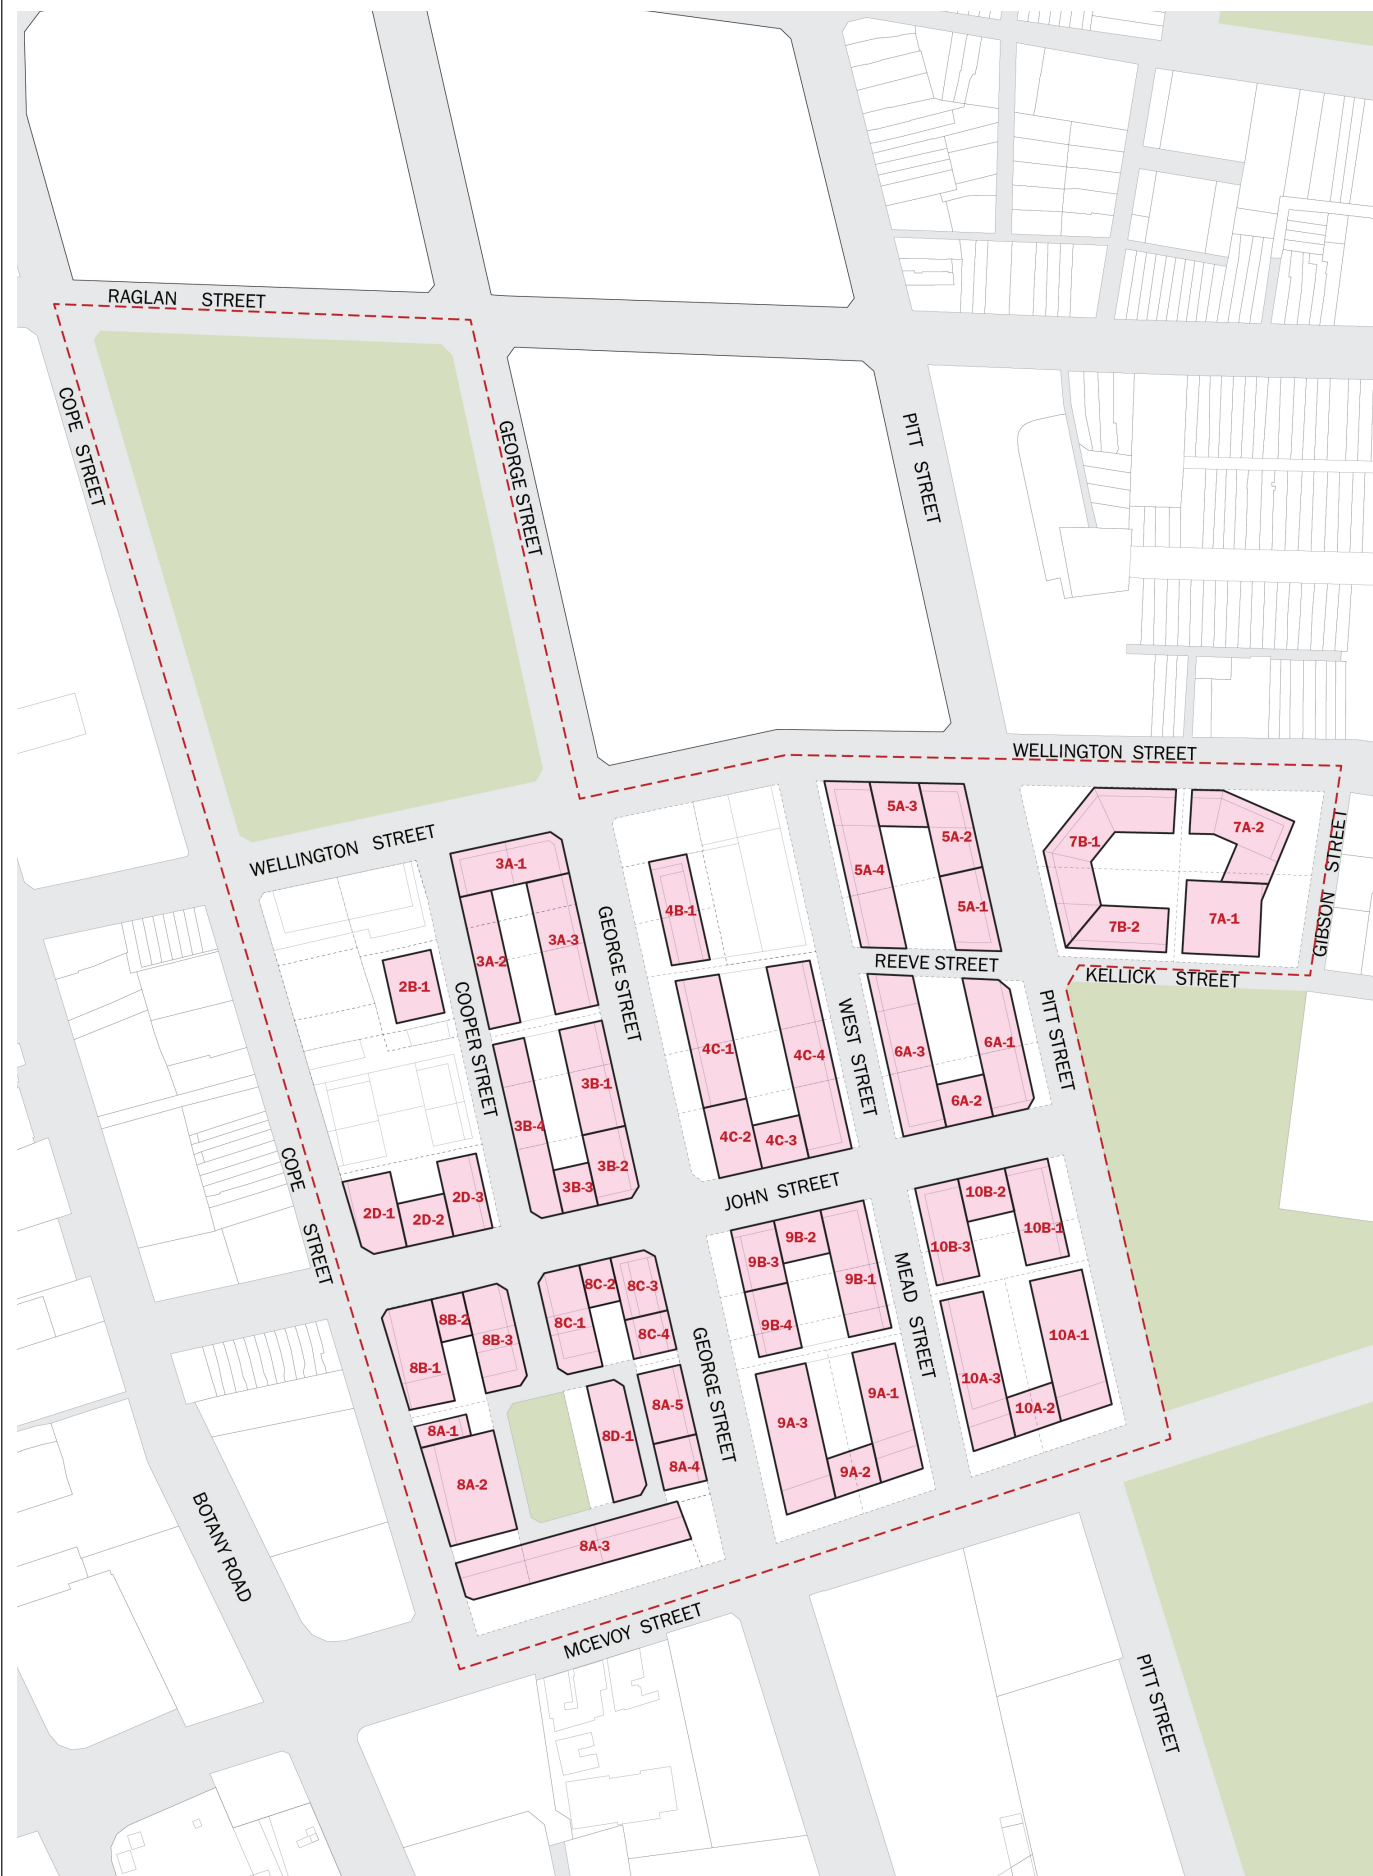 RAGLAN STREET
COPE STREET
GEORGE STREET
PITT STREET
WELLINGTON STREET
WELLINGTON STREET
5A-3
5A-2
5A-4
5A-1
7B-1
7A-2
7B-2
7A-1
GIBSON STREET
3A-1
3A-2
3A-3
4B-1
GEORGE STREET
2B-1
COOPER STREET
REEVE STREET
KELLICK STREET
PITT STREET
WEST STREET
4C-1
4C-4
4C-2
4C-3
6A-3
6A-1
6A-2
3B-1
3B-4
3B-2
3B-3
COPE STREET
2D-1
2D-2
2D-3
JOHN STREET
10B-2
10B-1
10B-3
9B-2
9B-3
9B-1
9B-4
MEAD STREET
8C-2
8C-3
8C-1
8C-4
8B-2
8B-3
8B-1
GEORGE STREET
10A-1
10A-3
10A-2
9A-1
9A-3
9A-2
8A-5
8A-4
8D-1
8A-1
8A-2
8A-3
BOTANY ROAD
MCEVOY STREET
PITT STREET